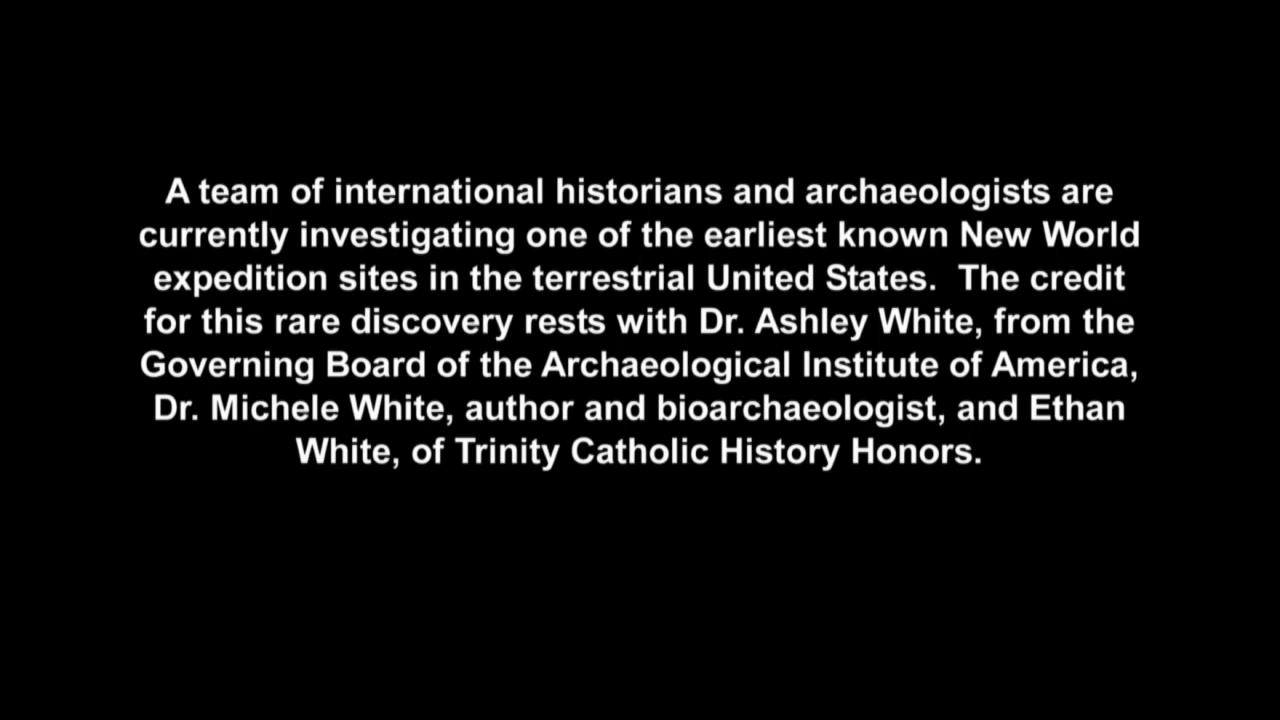 A team of international historians and archaeologists are
currently investigating one of the earliest known New World
expedition sites in the terrestrial United States.  The credit
for this rare discovery rests with Dr. Ashley White, from the
Governing Board of the Archaeological Institute of America,
Dr. Michele White, author and bioarchaeologist, and Ethan
White, of Trinity Catholic History Honors.